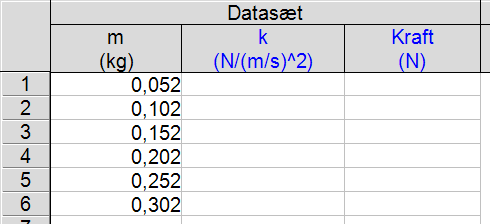 Datasæt
m k Kraft
(kg) (N/(m/s)^2) (N)
1 0,052
2 0,102
3 0,152
4 0,202
5 0,252
6 0,302